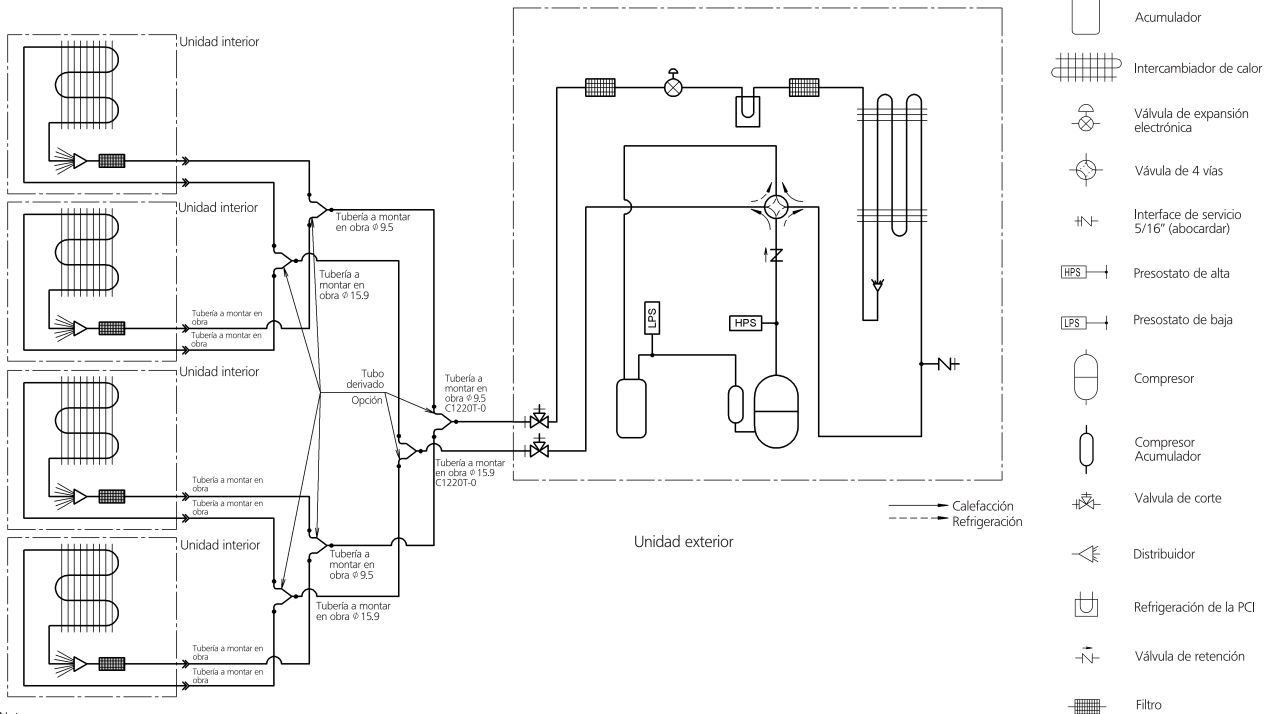 Unidad interior
Unidad interior
Tubería a montar
en obra ϕ 9.5
Tubería a
montar en
obra ϕ 15.9
Tubería a montar en
obra
Tubería a montar en
obra
Unidad interior
Tubo
derivado
Opción
Tubería a
montar en
obra ϕ 9.5
C1220T-0
Tubería a montar
en obra ϕ 15.9
C1220T-0
Tubería a montar en
obra
Tubería a montar en
obra
Unidad interior
Tubería a
montar en
obra ϕ 9.5
Tubería a montar
en obra ϕ 15.9
Tubería a montar en
obra
Tubería a montar en
obra
LPS
HPS
Calefacción
Refrigeración
Unidad exterior
Acumulador
Intercambiador de calor
Válvula de expansión
electrónica
Vávula de 4 vías
Interface de servicio
5/16” (abocardar)
HPS
Presostato de alta
LPS
Presostato de baja
Compresor
Compresor
Acumulador
Valvula de corte
Distribuidor
Refrigeración de la PCI
Válvula de retención
Filtro